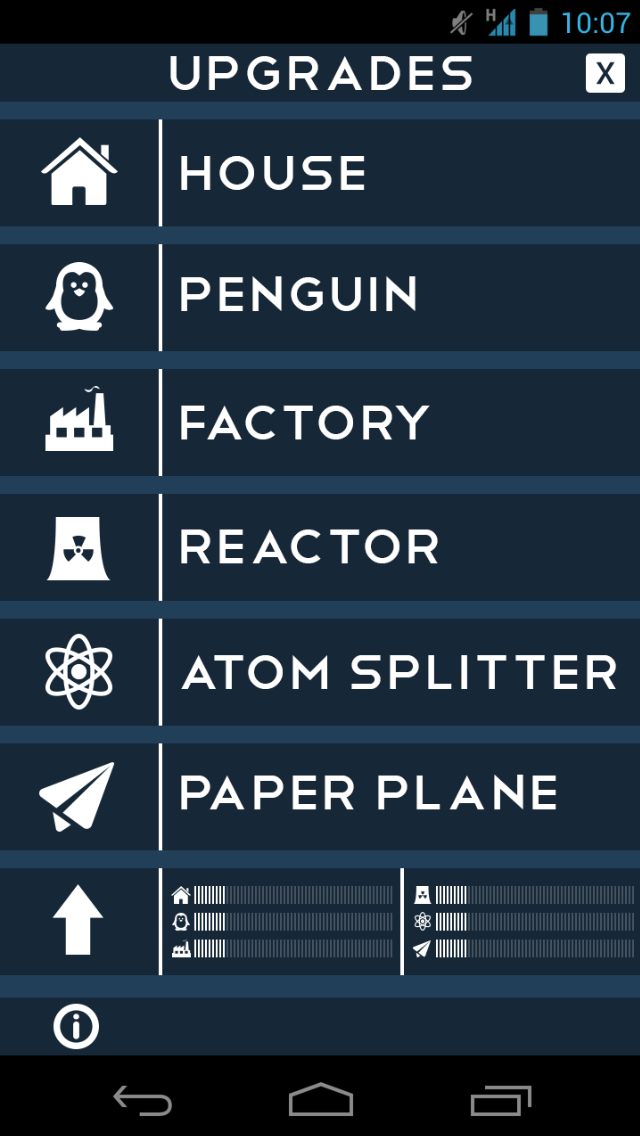 H
10:07
UPGRADES
X
HOUSE
PENGUIN
FACTORY
REACTOR
ATOM SPLITTER
PAPER PLANE
i